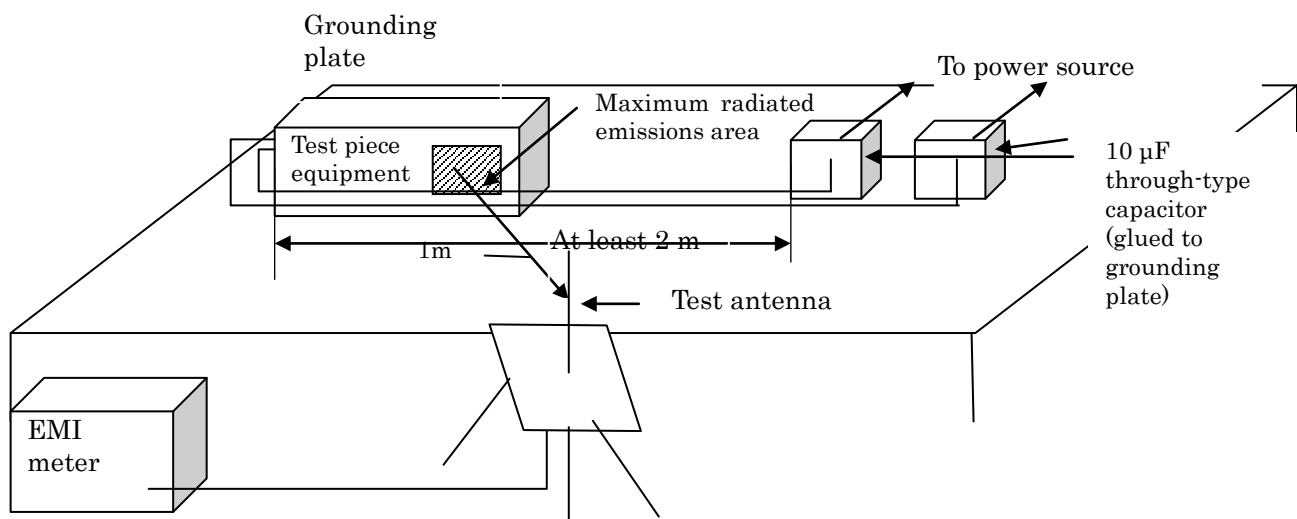 Grounding
plate
To power source
Maximum radiated
emissions area
Test piece
equipment
10 µF
through-type
capacitor
(glued to
grounding
plate)
At least 2 m
1m
Test antenna
EMI
meter